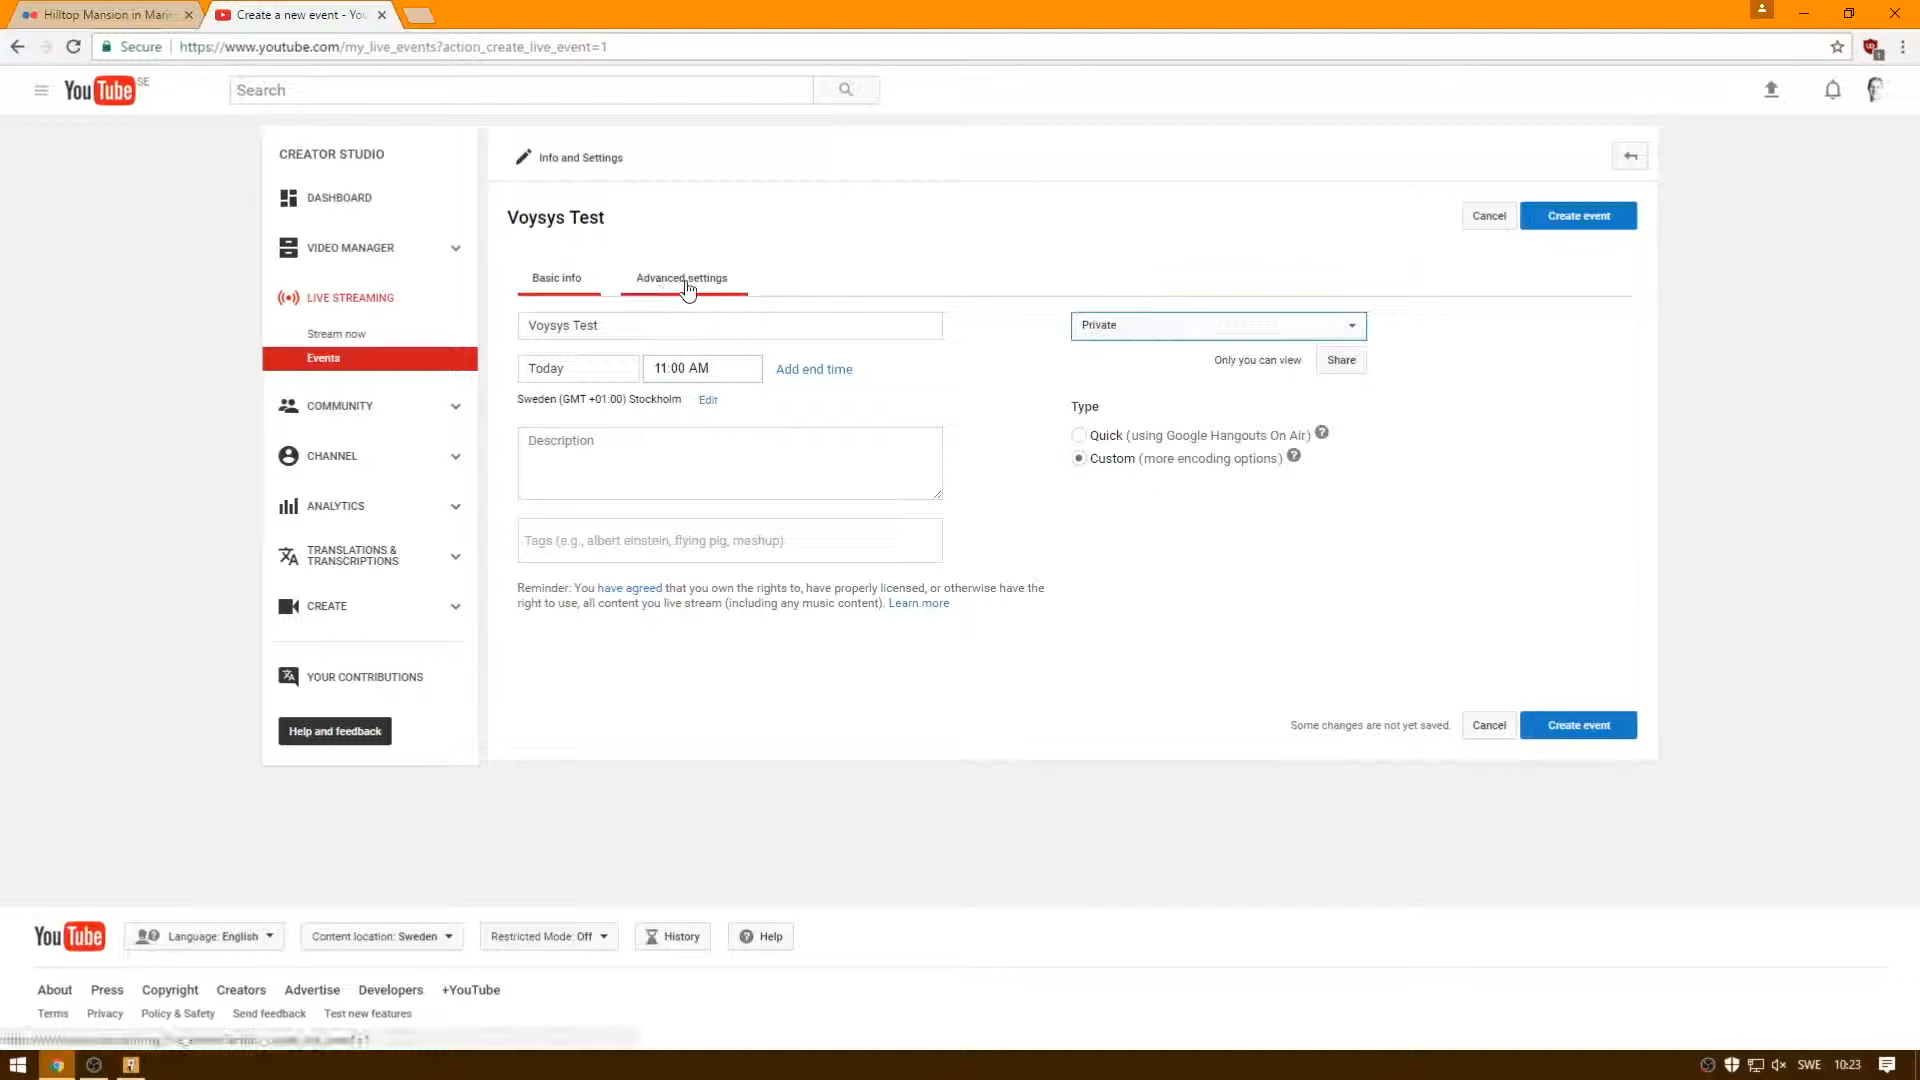 Hilltop Mansion in Mar
Create a new event - Yo
Secure
https://www.youtube.com/my_live_events?action_create_live_event=1
YouTube SE
Search
CREATOR STUDIO
DASHBOARD
VIDEO MANAGER
LIVE STREAMING
Stream now
Events
COMMUNITY
CHANNEL
ANALYTICS
TRANSLATIONS &
TRANSCRIPTIONS
CREATE
YOUR CONTRIBUTIONS
Help and feedback
Info and Settings
Voysys Test
Cancel
Create event
Basic info
Advanced settings
Voysys Test
Today
11:00 AM
Add end time
Sweden (GMT +01:00) Stockholm
Edit
Description
Tags (e.g., albert einstein, flying pig, mashup)
Reminder: You have agreed that you own the rights to, have properly licensed, or otherwise have the
right to use, all content you live stream (including any music content). Learn more
Private
Only you can view
Share
Type
Quick (using Google Hangouts On Air)
Custom (more encoding options)
Some changes are not yet saved.
Cancel
Create event
YouTube
Language: English
Content location: Sweden
Restricted Mode: Off
History
Help
About
Press
Copyright
Creators
Advertise
Developers
+YouTube
Terms
Privacy
Policy & Safety
Send feedback
Test new features
SWE
10:23